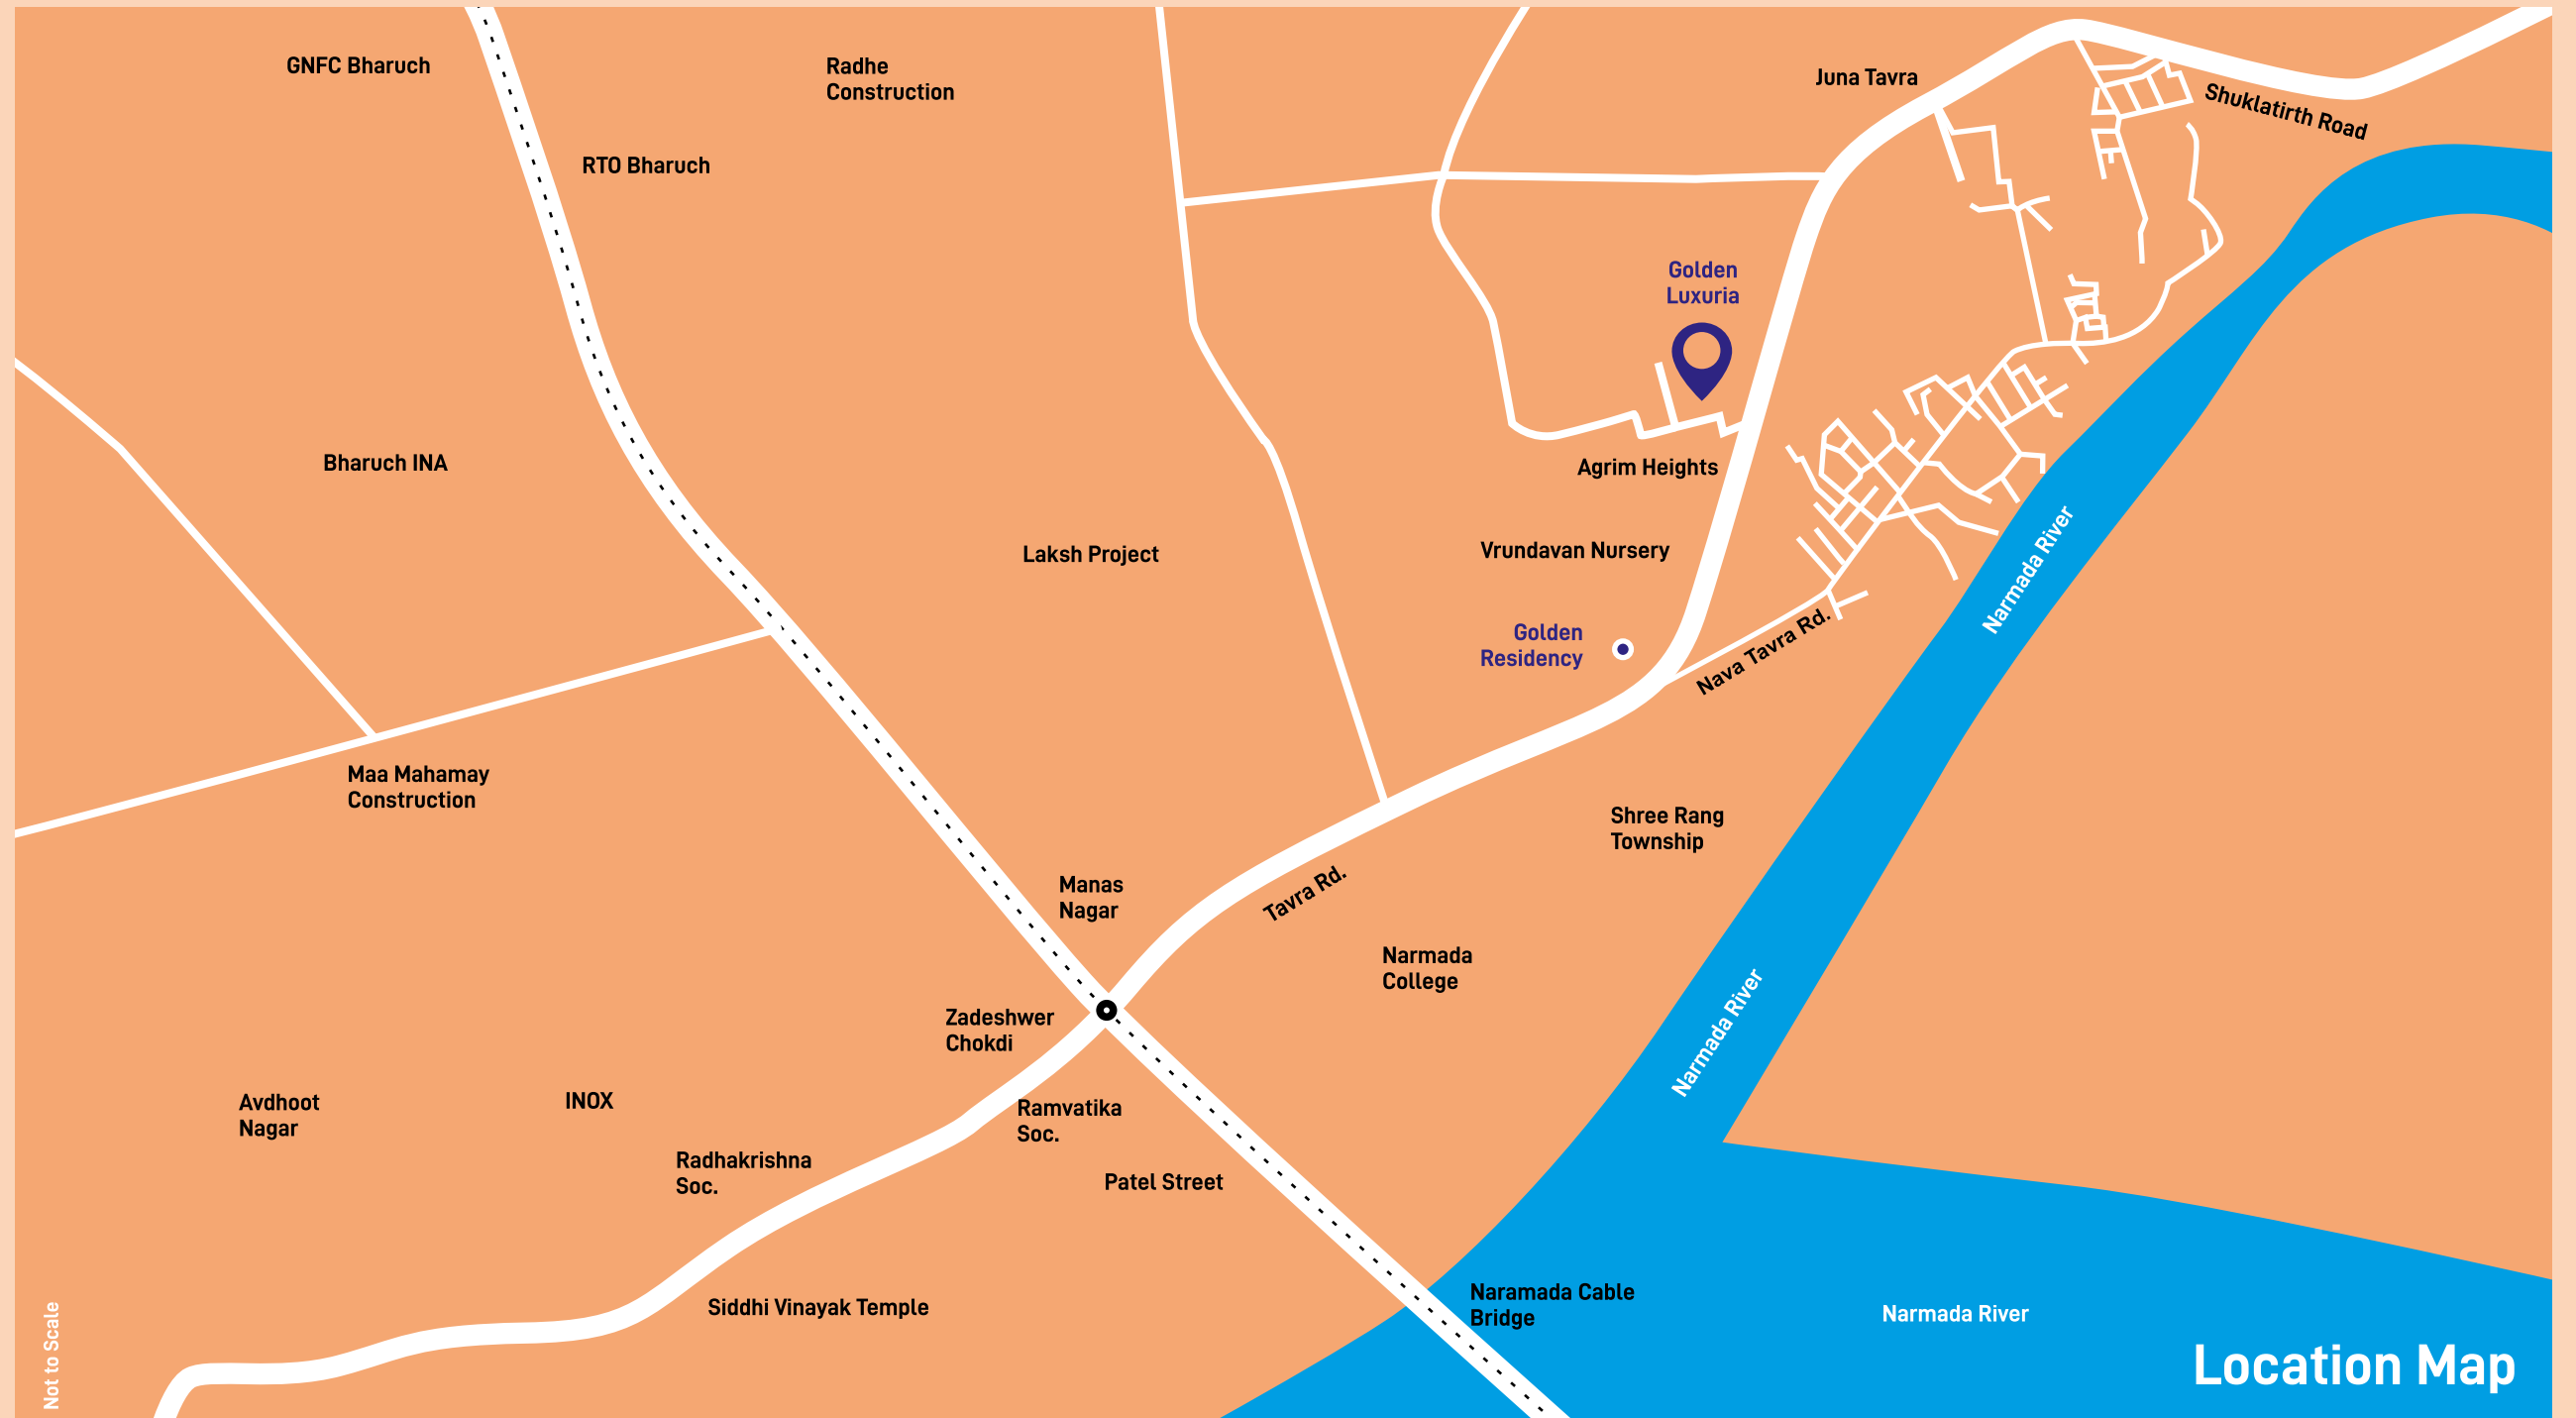 GNFC Bharuch
Radhe
Construction
Juna Tavra
Shuklatirth Road
RTO Bharuch
Golden
Luxuria
Bharuch INA
Agrim Heights
Laksh Project
Vrundavan Nursery
Narmada River
Golden
Residency
Nava Tavra Rd.
Maa Mahamay
Construction
Shree Rang
Township
Manas
Nagar
Tavra Rd.
Narmada
College
Zadeshwer
Chokdi
Narmada River
Avdhoot
Nagar
INOX
Ramvatika
Soc.
Radhakrishna
Soc.
Patel Street
Siddhi Vinayak Temple
Naramada Cable
Bridge
Narmada River
Not to Scale
Location Map